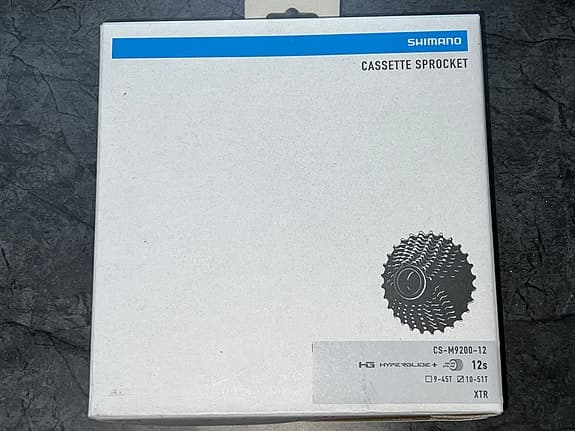 SHIMANO
CASSETTE SPROCKET
CS-M9200-12
HG HYPERGLIDE+ 12s
9-45T 10-51T
XTR